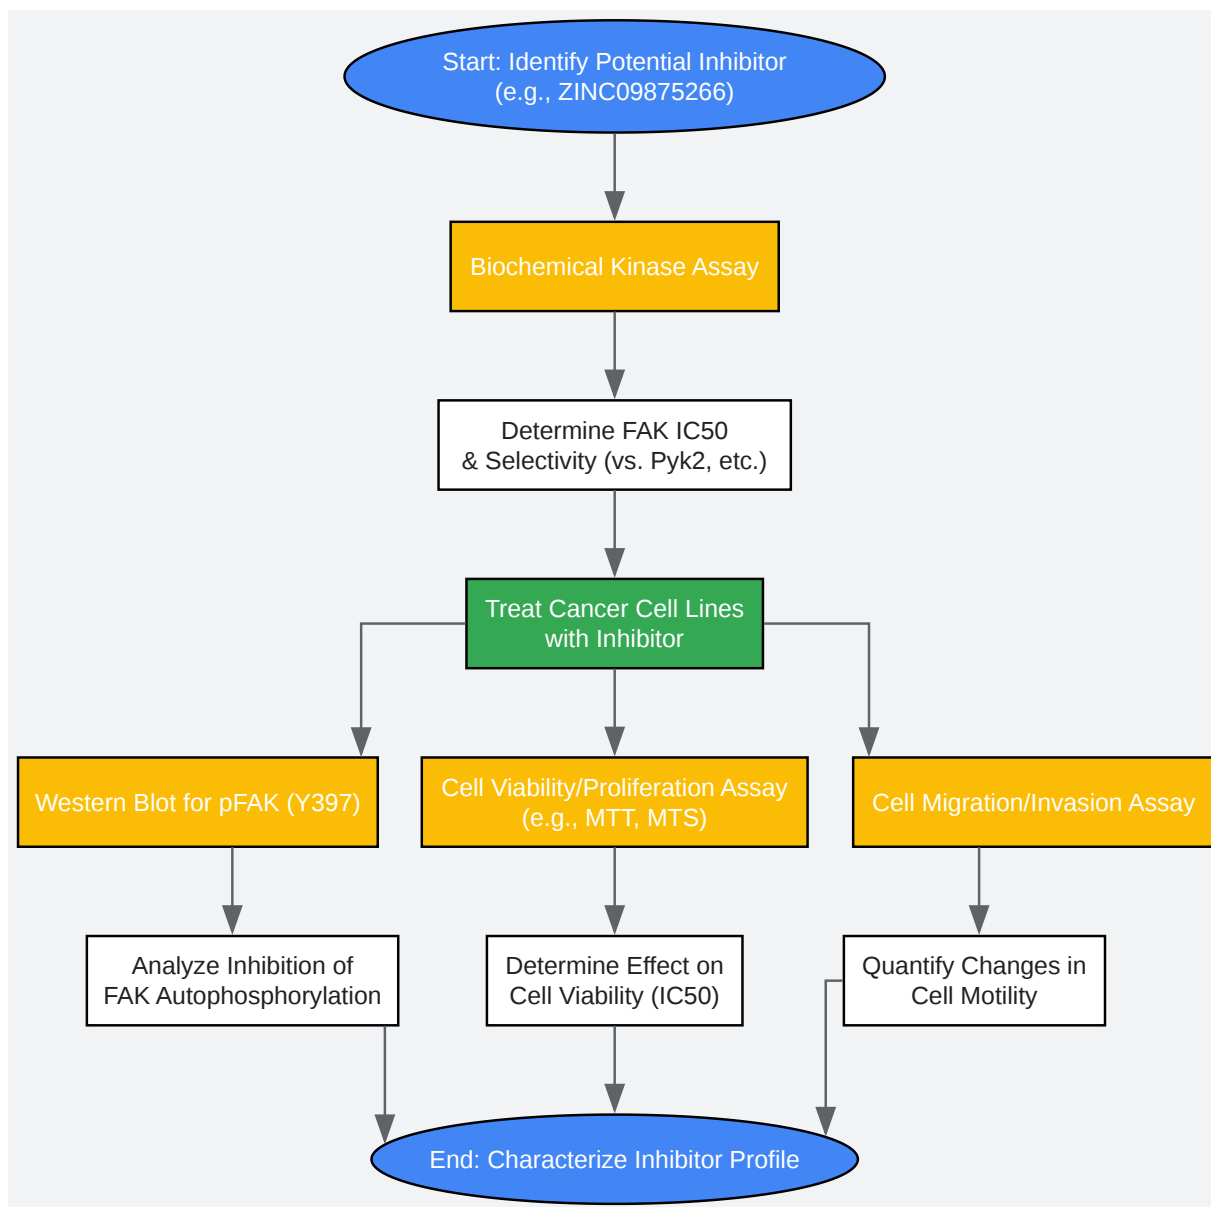 Start: Identify Potential Inhibitor
(e.g., ZINC09875266)
Biochemical Kinase Assay
Determine FAK IC50
& Selectivity (vs. Pyk2, etc.)
Treat Cancer Cell Lines
with Inhibitor
Western Blot for pFAK (Y397)
Cell Viability/Proliferation Assay
(e.g., MTT, MTS)
Cell Migration/Invasion Assay
Analyze Inhibition of
FAK Autophosphorylation
Determine Effect on
Cell Viability (IC50)
Quantify Changes in
Cell Motility
End: Characterize Inhibitor Profile